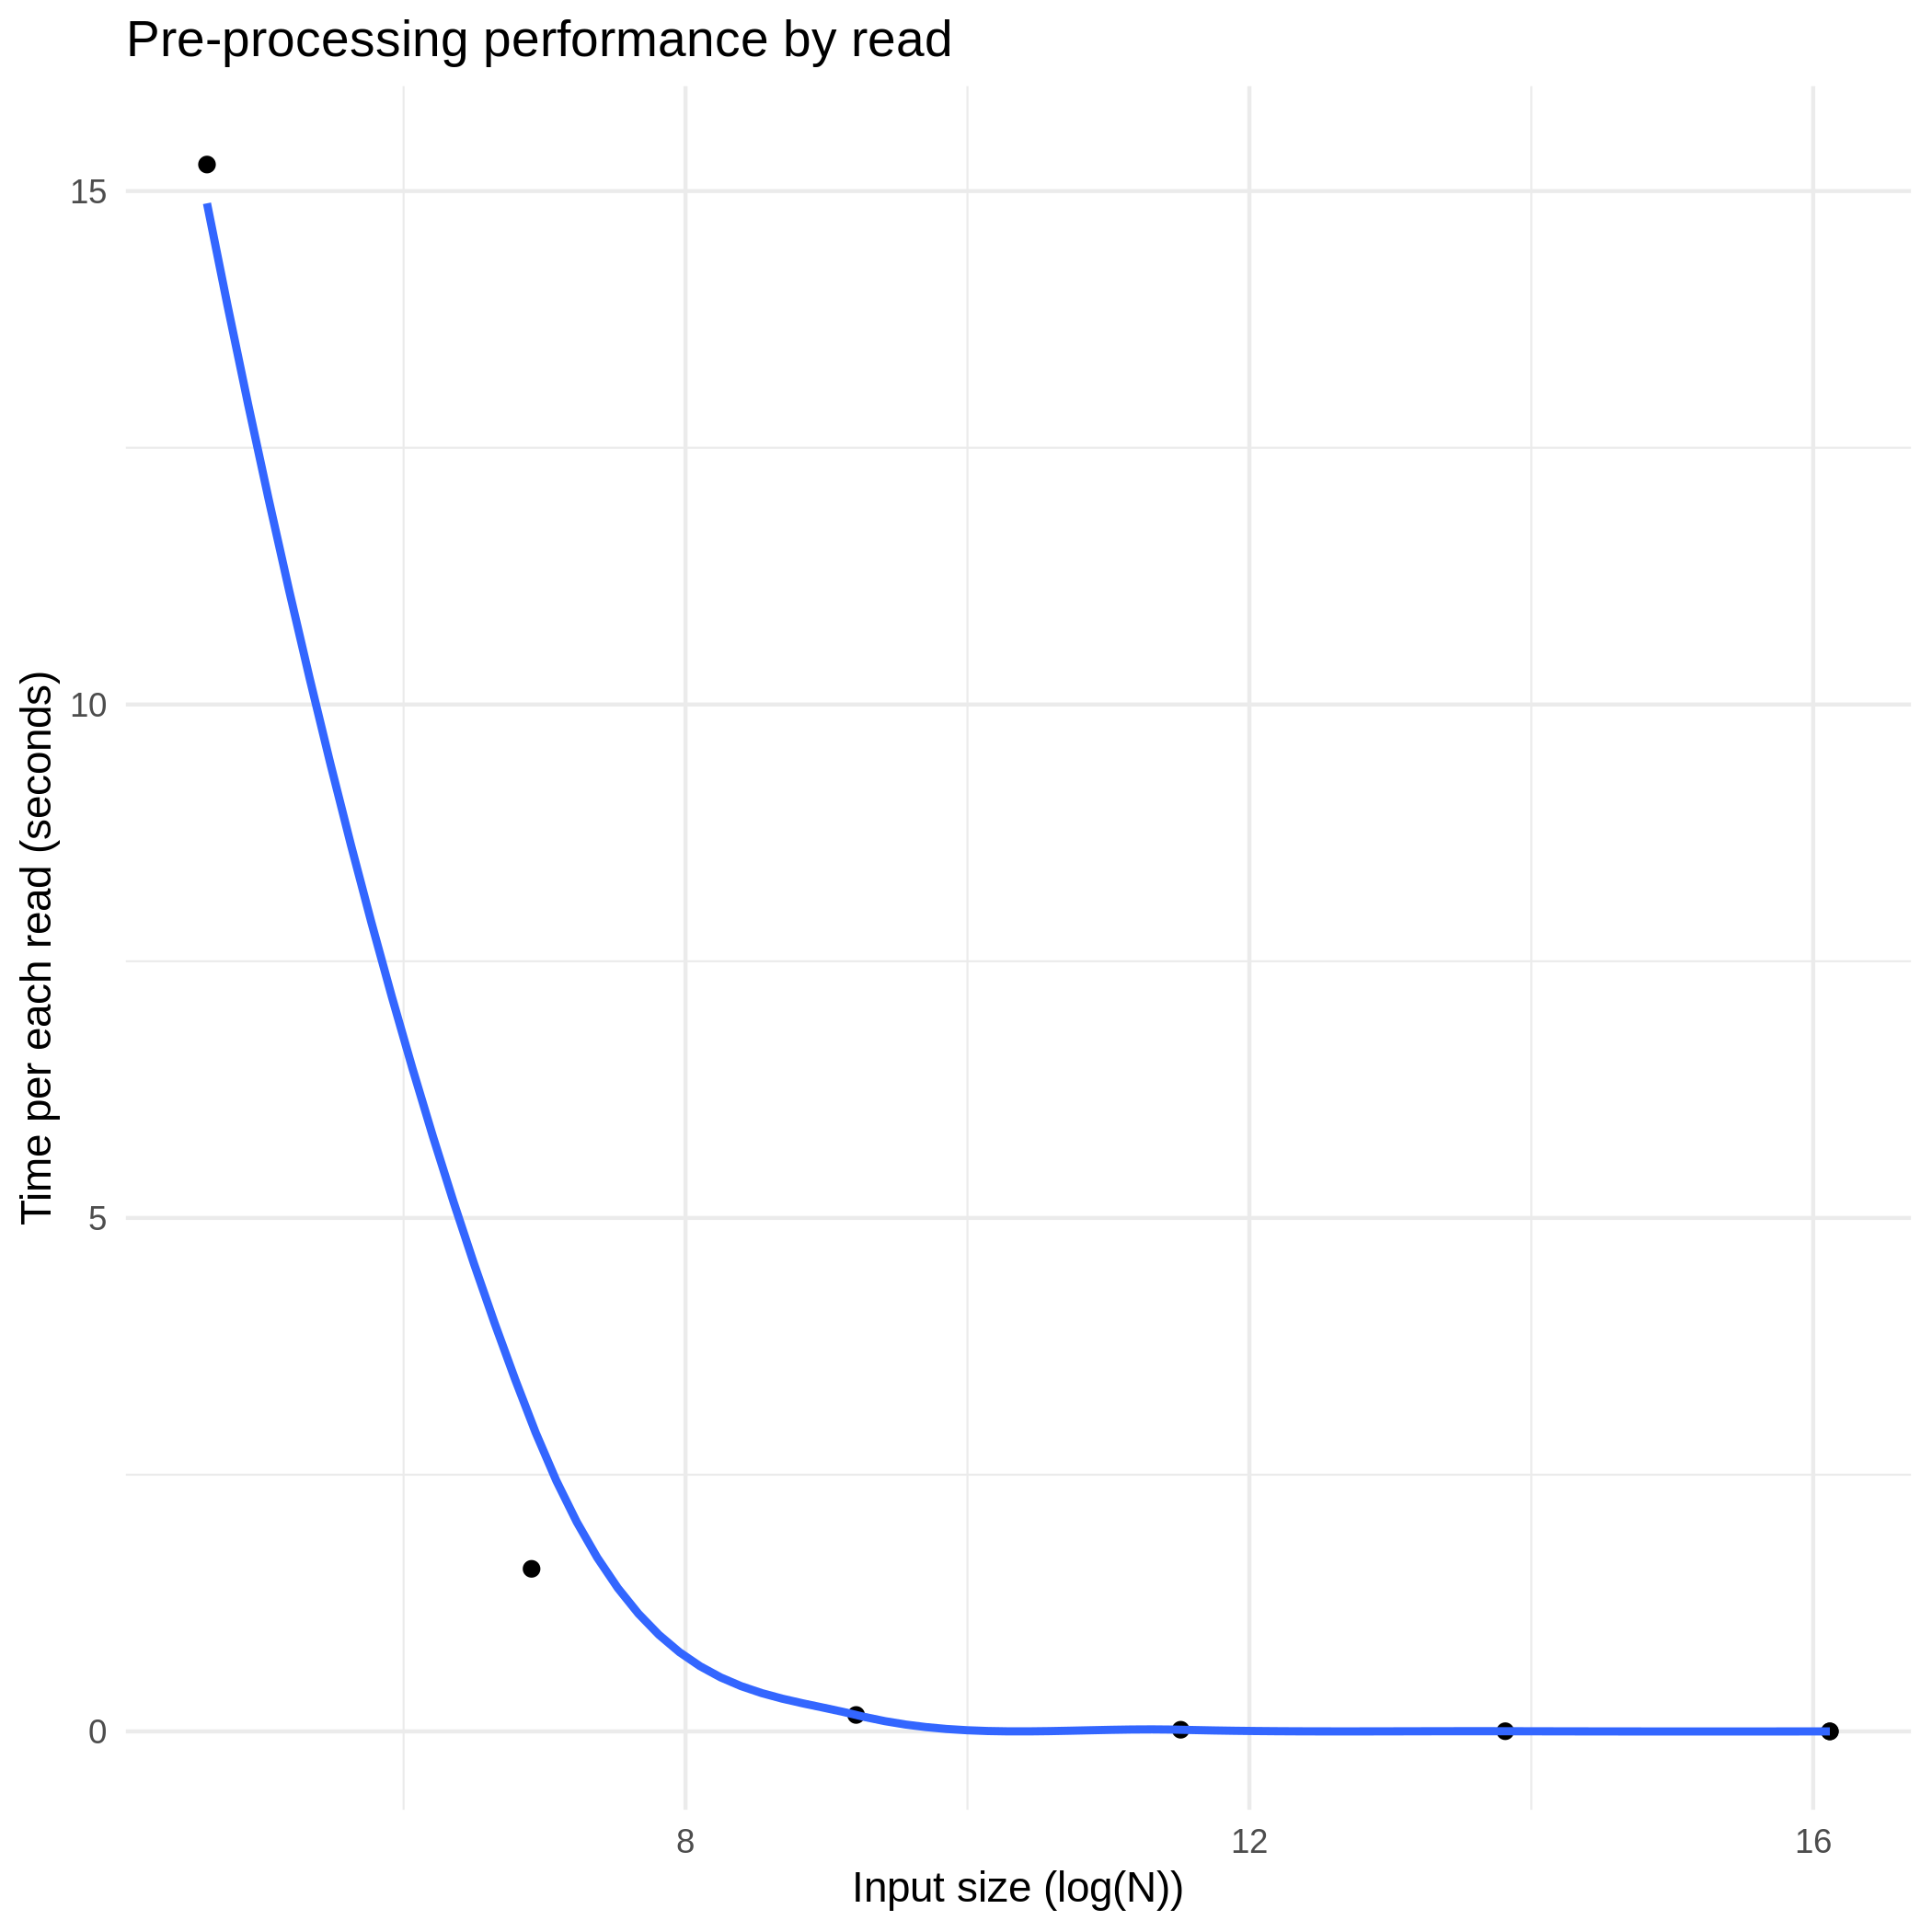 Pre-processing performance by read
15
10
5
0
Time per each read (seconds)
8
12
16
Input size (log(N))